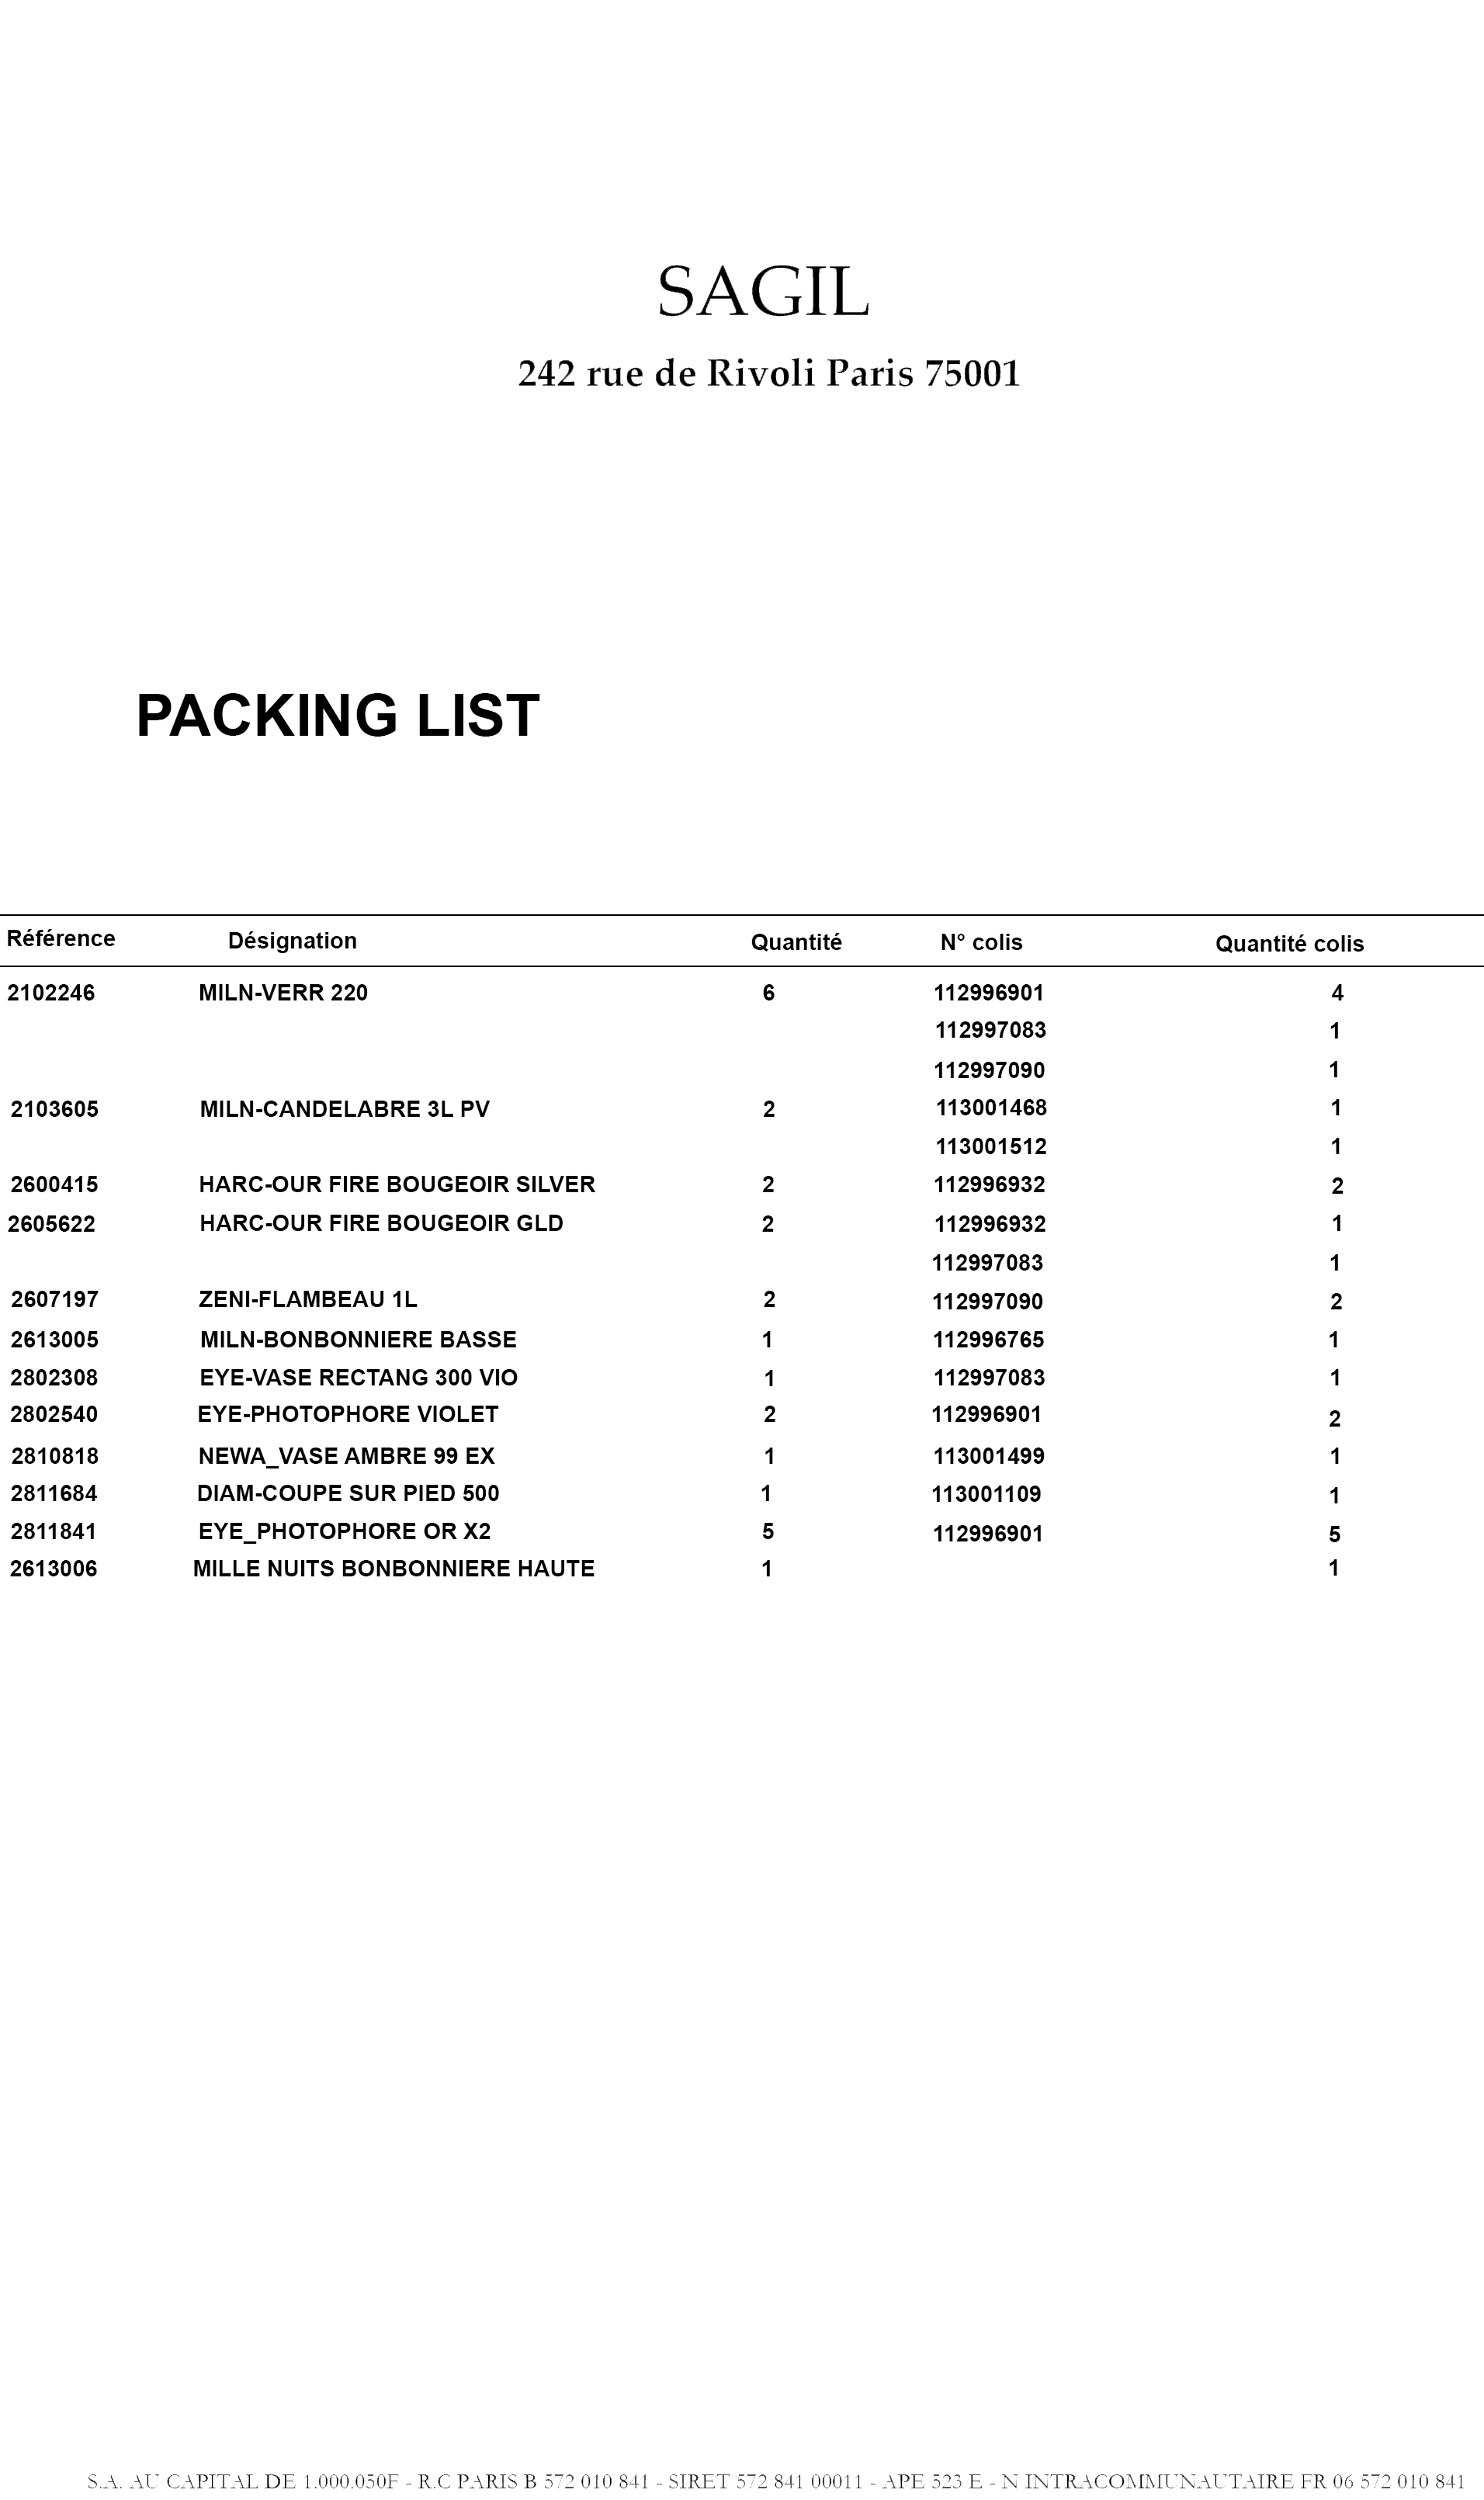 SAGIL
242 rue de Rivoli Paris 75001
PACKING LIST
Référence Désignation Quantité N° colis Quantité colis
2102246 MILN-VERR 220 6 112996901 4
112997083 1
112997090 1
2103605 MILN-CANDELABRE 3L PV 2 113001468 1
113001512 1
2600415 HARC-OUR FIRE BOUGEOIR SILVER 2 112996932 2
2605622 HARC-OUR FIRE BOUGEOIR GLD 2 112996932 1
112997083 1
2607197 ZENI-FLAMBEAU 1L 2 112997090 2
2613005 MILN-BONBONNIERE BASSE 1 112996765 1
2802308 EYE-VASE RECTANG 300 VIO 1 112997083 1
2802540 EYE-PHOTOPHORE VIOLET 2 112996901 2
2810818 NEWA_VASE AMBRE 99 EX 1 113001499 1
2811684 DIAM-COUPE SUR PIED 500 1 113001109 1
2811841 EYE_PHOTOPHORE OR X2 5 112996901 5
2613006 MILLE NUITS BONBONNIERE HAUTE 1 1
S.A. AU CAPITAL DE 1.000.050F - R.C PARIS B 572 010 841 - SIRET 572 841 00011 - APE 523 E - N INTRACOMMUNAUTAIRE FR 06 572 010 841